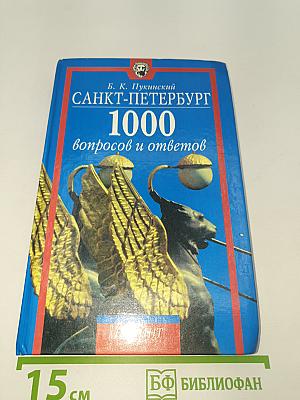 Б. К. Пукинский
САНКТ-ПЕТЕРБУРГ
1000
вопросов и ответов
15 см
БФ БИБЛИОФАН